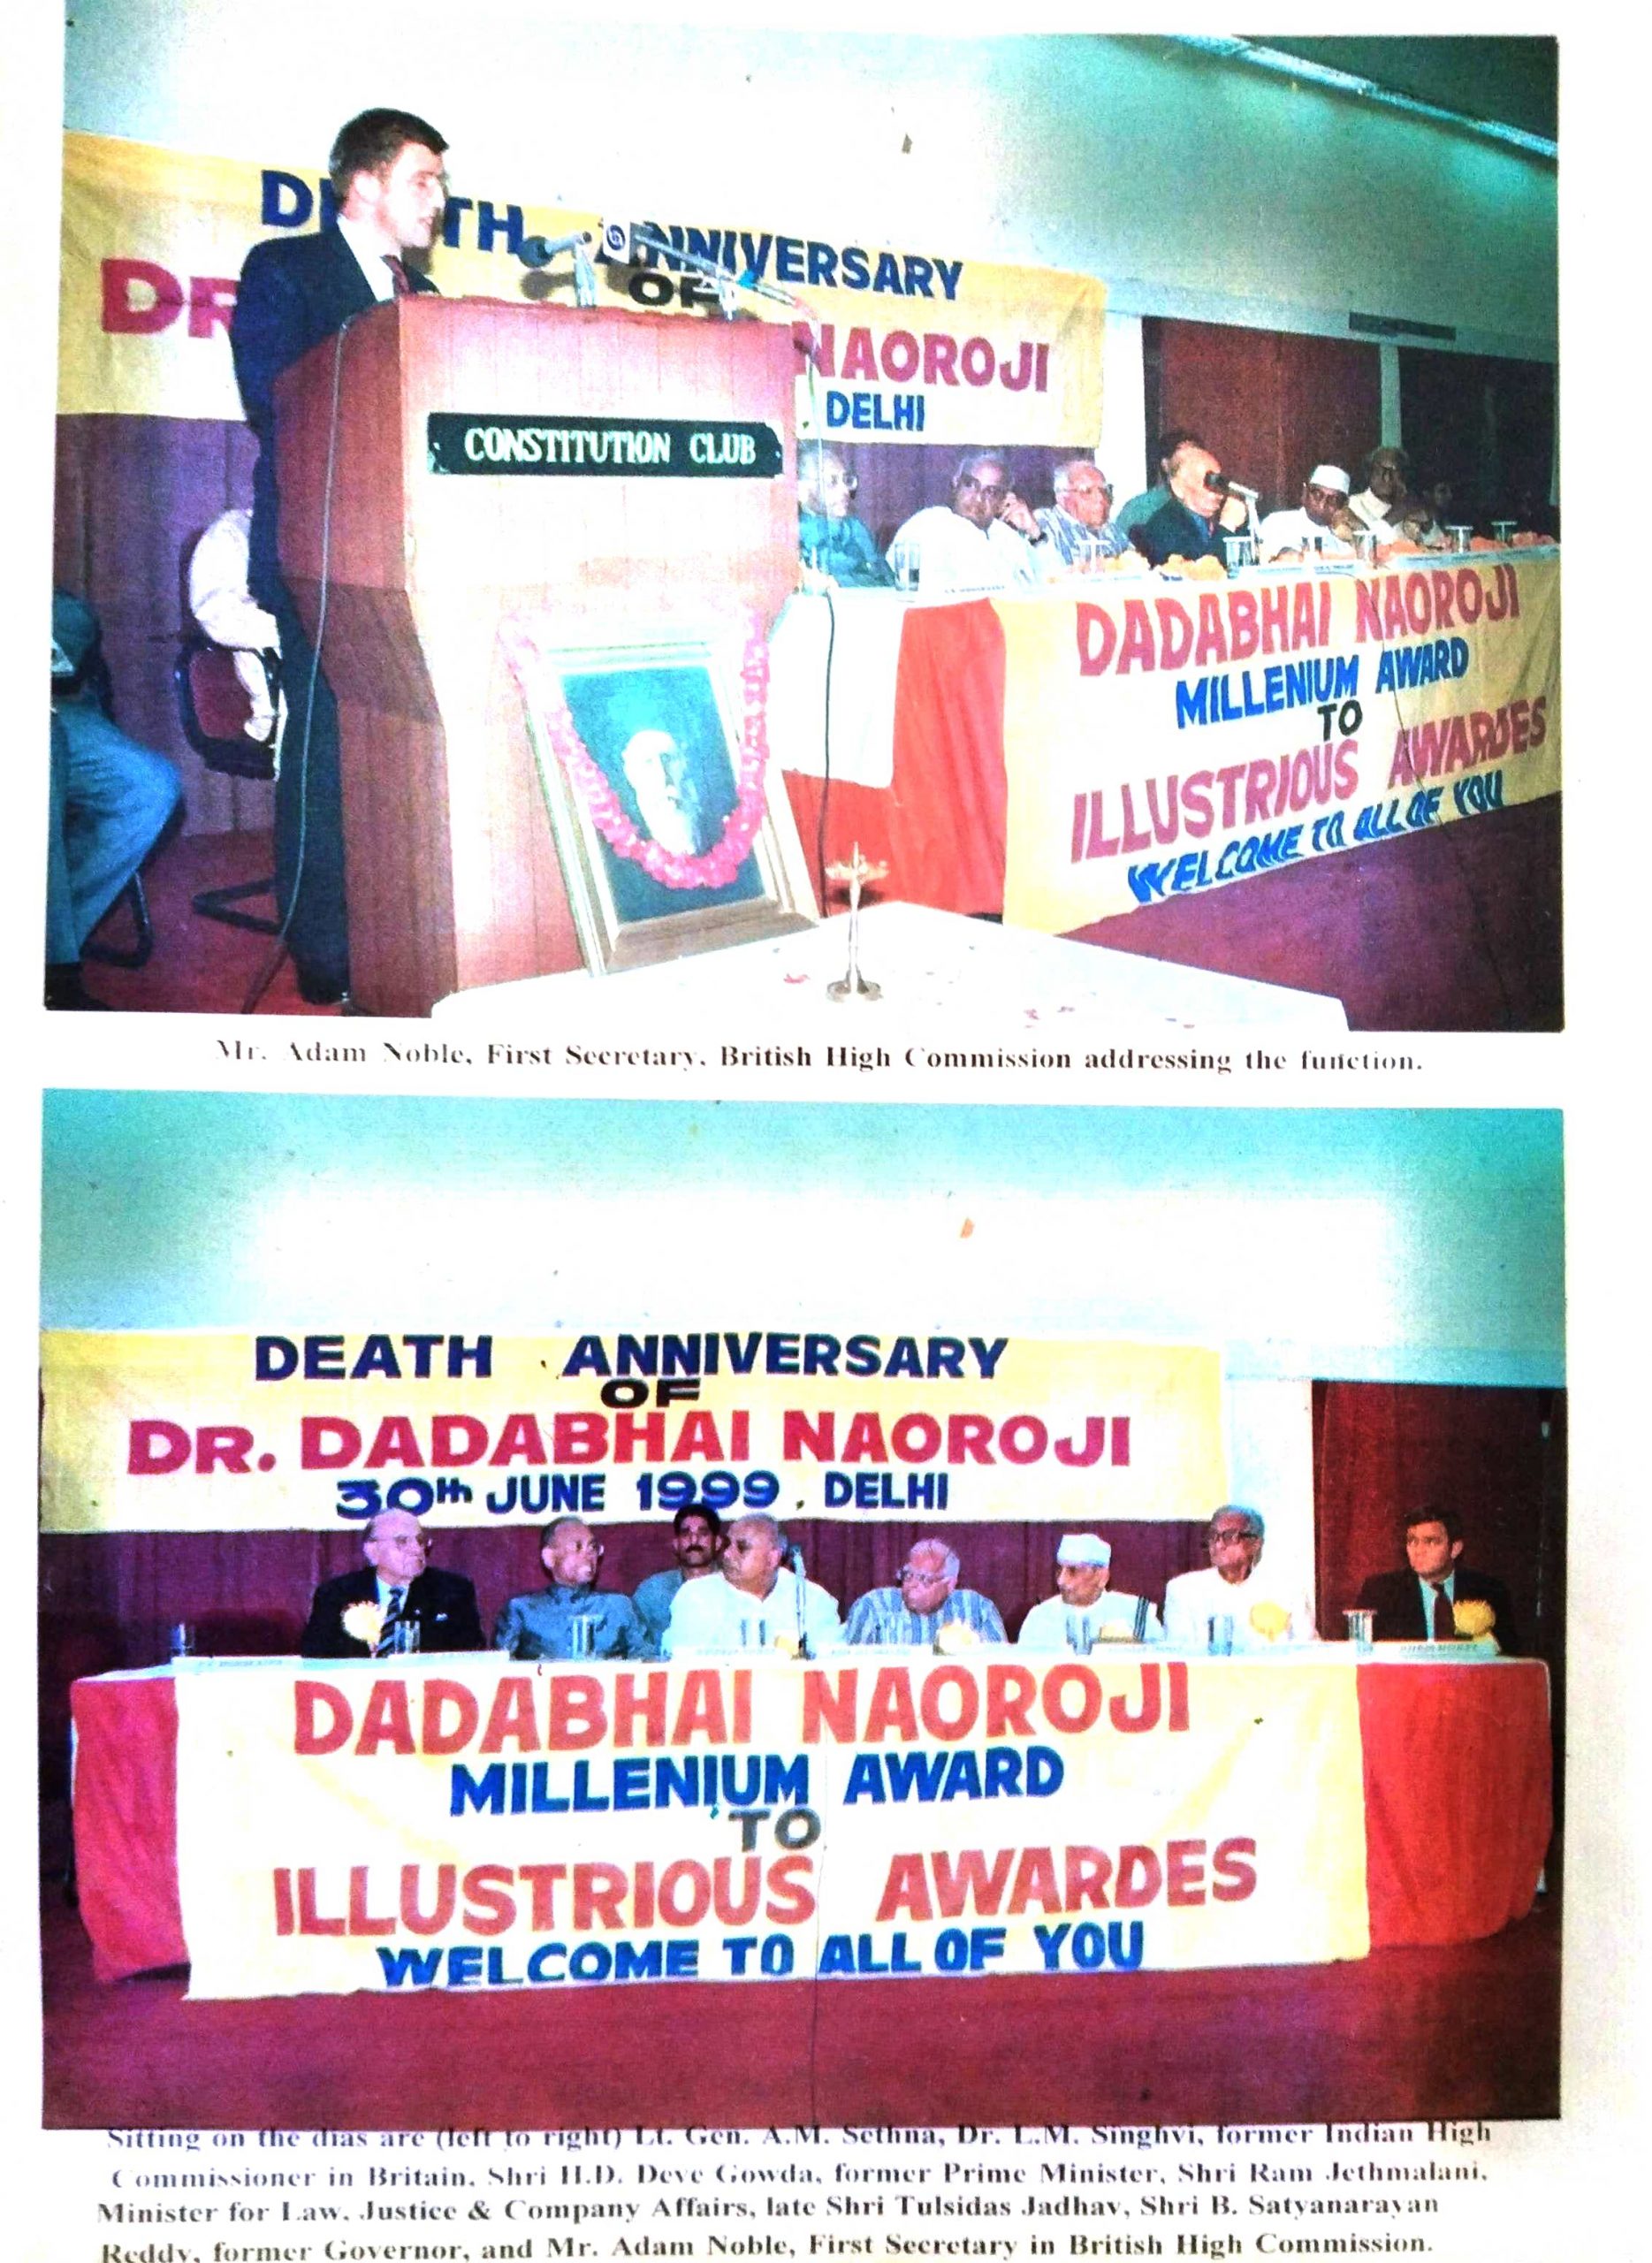 DEATH ANNIVERSARY
OF
DR NAOROJI
DELHI
CONSTITUTION CLUB
DADABHAI NAOROJI
MILLENIUM AWARD
TO
ILLUSTRIOUS AWARDES
WELCOME TO ALL OF YOU
Mr. Adam Noble, First Secretary, British High Commission addressing the function.
DEATH ANNIVERSARY
OF
DR. DADABHAI NAOROJI
30th JUNE 1999, DELHI
DADABHAI NAOROJI
MILLENIUM AWARD
TO
ILLUSTRIOUS AWARDES
WELCOME TO ALL OF YOU
Sitting on the dias are (left to right) Lt. Gen. A.M. Sethna, Dr. L.M. Singhvi, former Indian High
Commissioner in Britain, Shri H.D. Deve Gowda, former Prime Minister, Shri Ram Jethmalani,
Minister for Law, Justice & Company Affairs, late Shri Tulsidas Jadhav, Shri B. Satyanarayan
Reddy, former Governor, and Mr. Adam Noble, First Secretary in British High Commission.